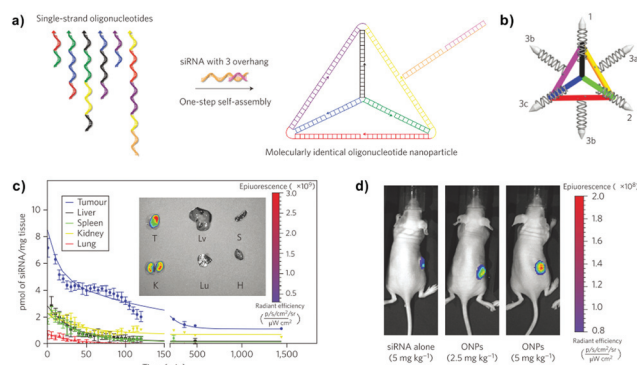 a)
Single-strand oligonucleotides
siRNA with 3 overhang
One-step self-assembly
Molecularly identical oligonucleotide nanoparticle
b)
1
3b
3a
3c
2
3b
c)
pmol of siRNA/mg tissue
10
8
6
4
2
0
Tumour
Liver
Spleen
Kidney
Lung
T
Lv
S
K
Lu
H
Epiuorescence ( ×10⁹)
3.0
2.5
2.0
1.5
1.0
0.5
Radiant efficiency
p/s/cm²/sr
µW cm²
0
50
100
150
500
1,000
1,500
d)
siRNA alone
(5 mg kg⁻¹)
ONPs
(2.5 mg kg⁻¹)
ONPs
(5 mg kg⁻¹)
Epiuorescence ( ×10⁹)
2.0
1.8
1.6
1.4
1.2
1.0
0.8
Radiant efficiency
p/s/cm²/sr
µW cm²